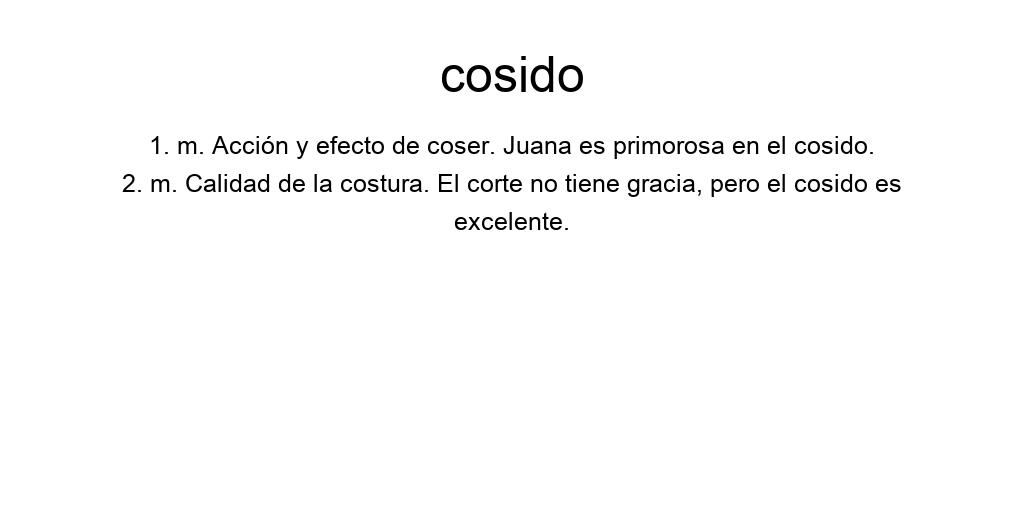 cosido
1. m. Acción y efecto de coser. Juana es primorosa en el cosido.
2. m. Calidad de la costura. El corte no tiene gracia, pero el cosido es
excelente.